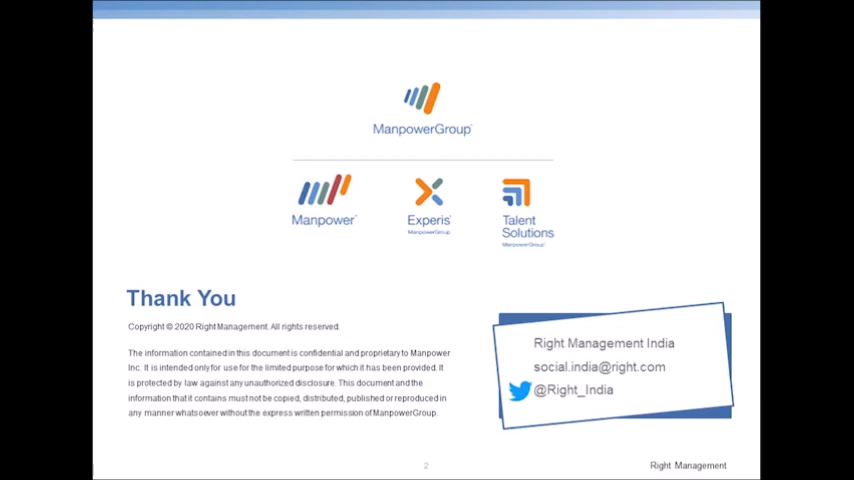 ManpowerGroup
Manpower
Experis
ManpowerGroup
Talent
Solutions
ManpowerGroup
Thank You
Copyright © 2020 Right Management. All rights reserved.
The information contained in this document is confidential and proprietary to Manpower
Inc. It is intended only for use for the limited purpose for which it has been provided. It
is protected by law against any unauthorized disclosure. This document and the
information that it contains must not be copied, distributed, published or reproduced in
any manner whatsoever without the express written permission of ManpowerGroup.
Right Management India
social.india@right.com
@Right_India
2
Right Management